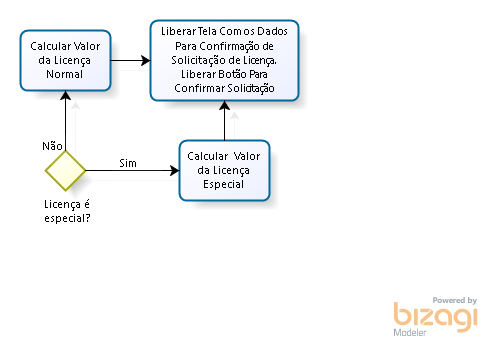 Calcular Valor
da Licença
Normal
Liberar Tela Com os Dados
Para Confirmação de
Solicitação de Licença.
Liberar Botão Para
Confirmar Solicitação
Não
Sim
Calcular Valor
da Licença
Especial
Licença é
especial?
Powered by
bizagi
Modeler